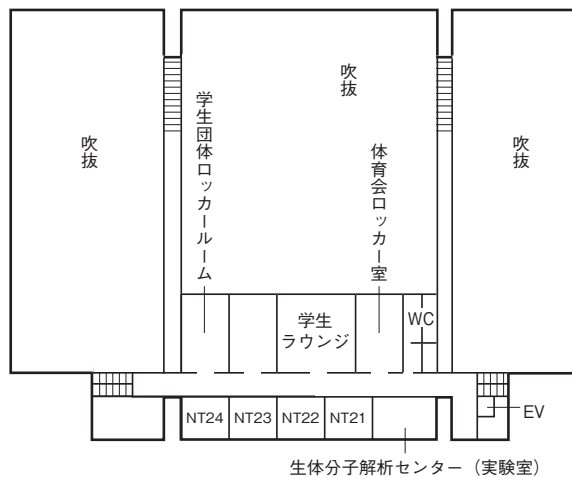 吹抜
吹抜
吹抜
学生団体ロッカールーム
体育会ロッカー室
学生
ラウンジ
WC
NT24
NT23
NT22
NT21
EV
生体分子解析センター（実験室）